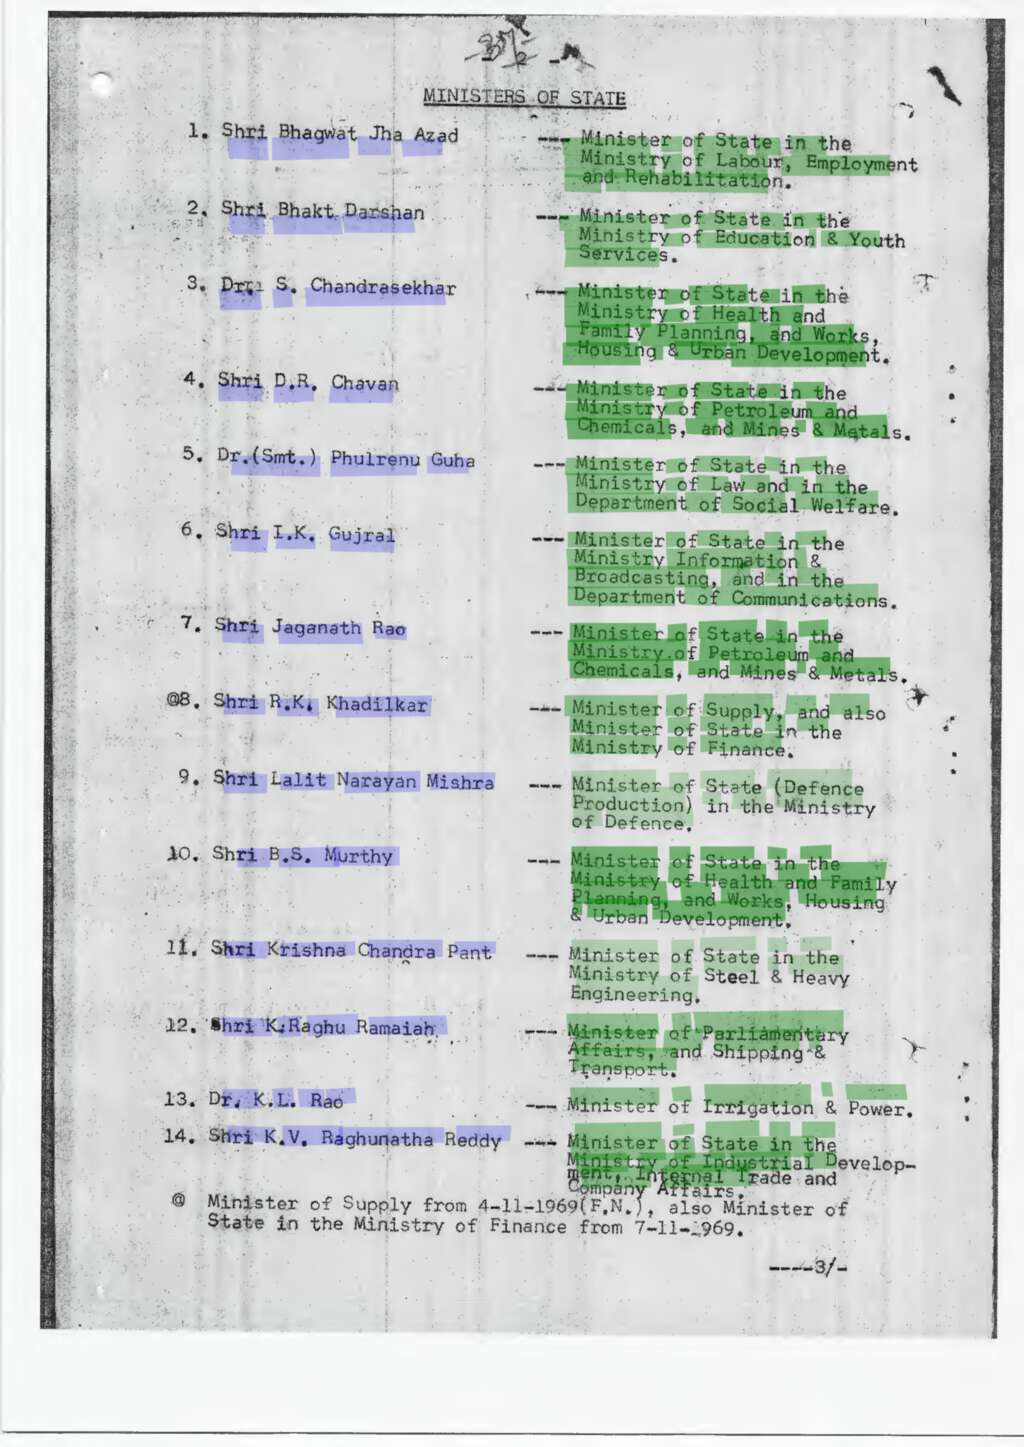 MINISTERS OF STATE
1. Shri Bhagwat Jha Azad --- Minister of State in the
Ministry of Labour, Employment
and Rehabilitation.
2. Shri Bhakt Darshan --- Minister of State in the
Ministry of Education & Youth
Services.
3. Dr. S. Chandrasekhar --- Minister of State in the
Ministry of Health and
Family Planning, and Works,
Housing & Urban Development.
4. Shri D.R. Chavan --- Minister of State in the
Ministry of Petroleum and
Chemicals, and Mines & Metals.
5. Dr.(Smt.) Phulrenu Guha --- Minister of State in the
Ministry of Law and in the
Department of Social Welfare.
6. Shri I.K. Gujral --- Minister of State in the
Ministry Information &
Broadcasting, and in the
Department of Communications.
7. Shri Jaganath Rao --- Minister of State in the
Ministry of Petroleum and
Chemicals, and Mines & Metals.
@8. Shri R.K. Khadilkar --- Minister of Supply, and also
Minister of State in the
Ministry of Finance.
9. Shri Lalit Narayan Mishra --- Minister of State (Defence
Production) in the Ministry
of Defence.
10. Shri B.S. Murthy --- Minister of State in the
Ministry of Health and Family
Planning, and Works, Housing
& Urban Development.
11. Shri Krishna Chandra Pant --- Minister of State in the
Ministry of Steel & Heavy
Engineering.
12. Shri K.Raghu Ramaiah --- Minister of Parliamentary
Affairs, and Shipping &
Transport.
13. Dr. K.L. Rao --- Minister of Irrigation & Power.
14. Shri K.V. Raghunatha Reddy --- Minister of State in the
Ministry of Industrial Develop-
ment, Internal Trade and
Company Affairs.
@ Minister of Supply from 4-11-1969(F.N.), also Minister of
State in the Ministry of Finance from 7-11-1969.
----3/-